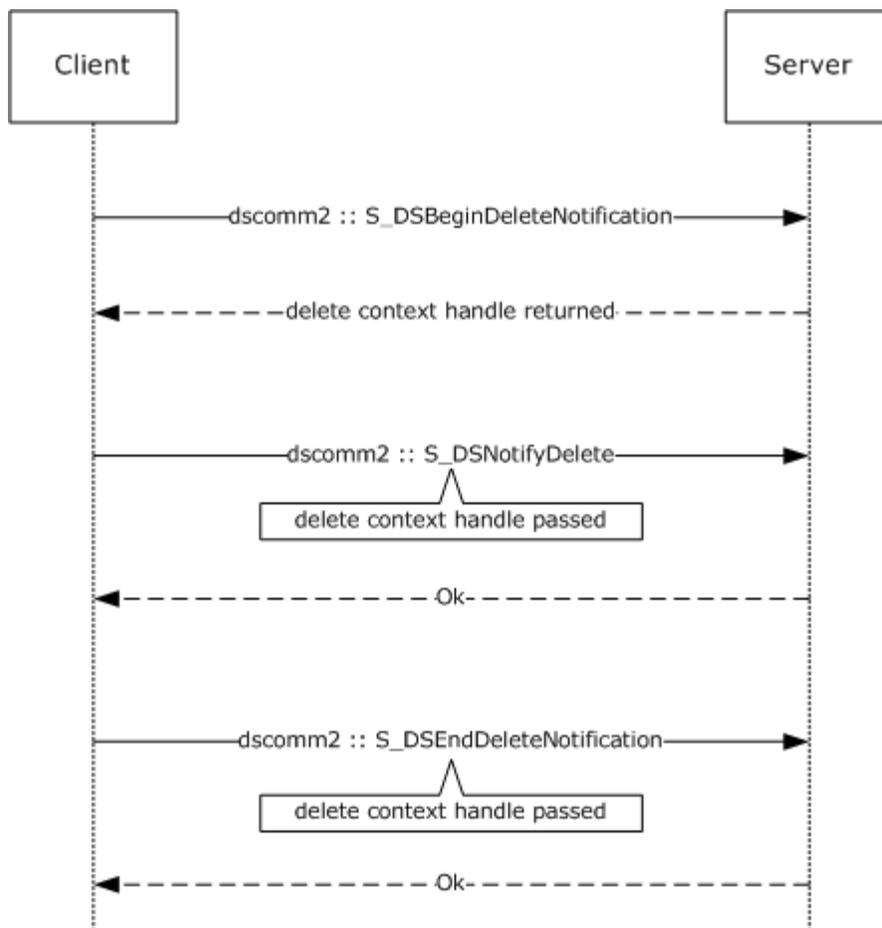 Client
Server
dscomm2 :: S_DSBeginDeleteNotification
delete context handle returned
dscomm2 :: S_DSNotifyDelete
delete context handle passed
Ok
dscomm2 :: S_DSEndDeleteNotification
delete context handle passed
Ok